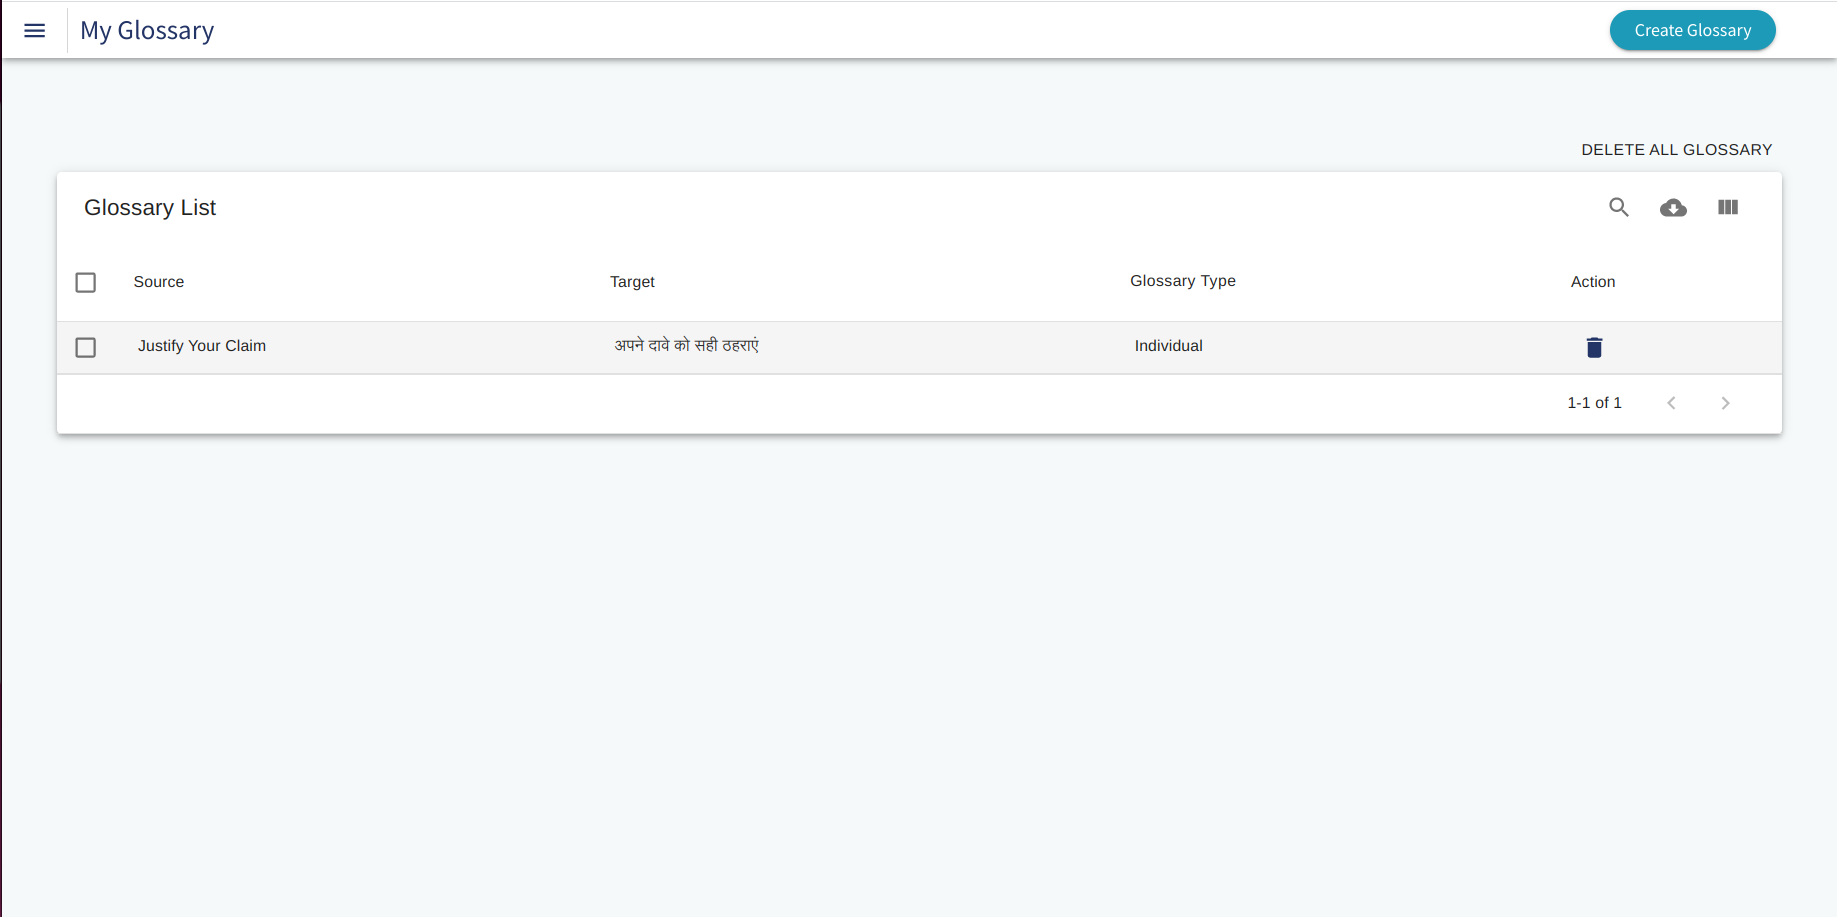 My Glossary
Create Glossary
DELETE ALL GLOSSARY
Glossary List
Source Target Glossary Type Action
Justify Your Claim अपने दावे को सही ठहराएं Individual
1-1 of 1